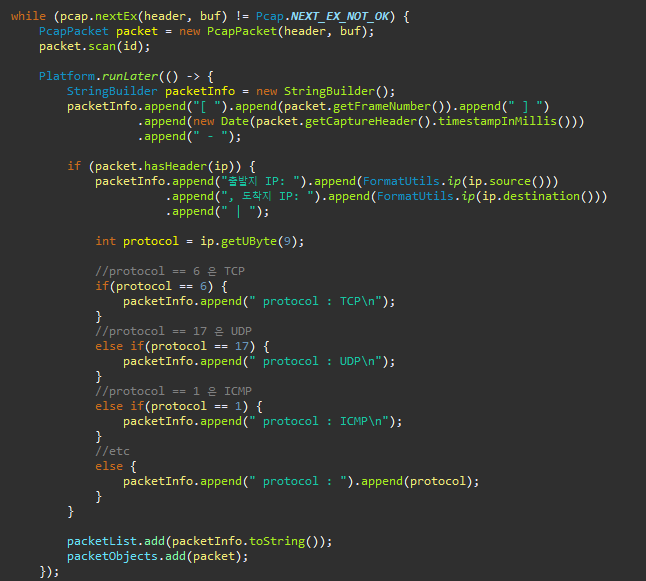 while (pcap.nextEx(header, buf) != Pcap.NEXT_EX_NOT_OK) {
    PcapPacket packet = new PcapPacket(header, buf);
    packet.scan(id);

    Platform.runLater(() -> {
        StringBuilder packetInfo = new StringBuilder();
        packetInfo.append("[ ").append(packet.getFrameNumber()).append(" ] ")
                  .append(new Date(packet.getCaptureHeader().timestampInMillis()))
                  .append(" - ");

        if (packet.hasHeader(ip)) {
            packetInfo.append("출발지 IP: ").append(FormatUtils.ip(ip.source()))
                      .append(", 도착지 IP: ").append(FormatUtils.ip(ip.destination()))
                      .append(" | ");

            int protocol = ip.getUByte(9);

            //protocol == 6 은 TCP
            if(protocol == 6) {
                packetInfo.append(" protocol : TCP\n");
            }
            //protocol == 17 은 UDP
            else if(protocol == 17) {
                packetInfo.append(" protocol : UDP\n");
            }
            //protocol == 1 은 ICMP
            else if(protocol == 1) {
                packetInfo.append(" protocol : ICMP\n");
            }
            //etc
            else {
                packetInfo.append(" protocol : ").append(protocol);
            }
        }

        packetList.add(packetInfo.toString());
        packetObjects.add(packet);
    });